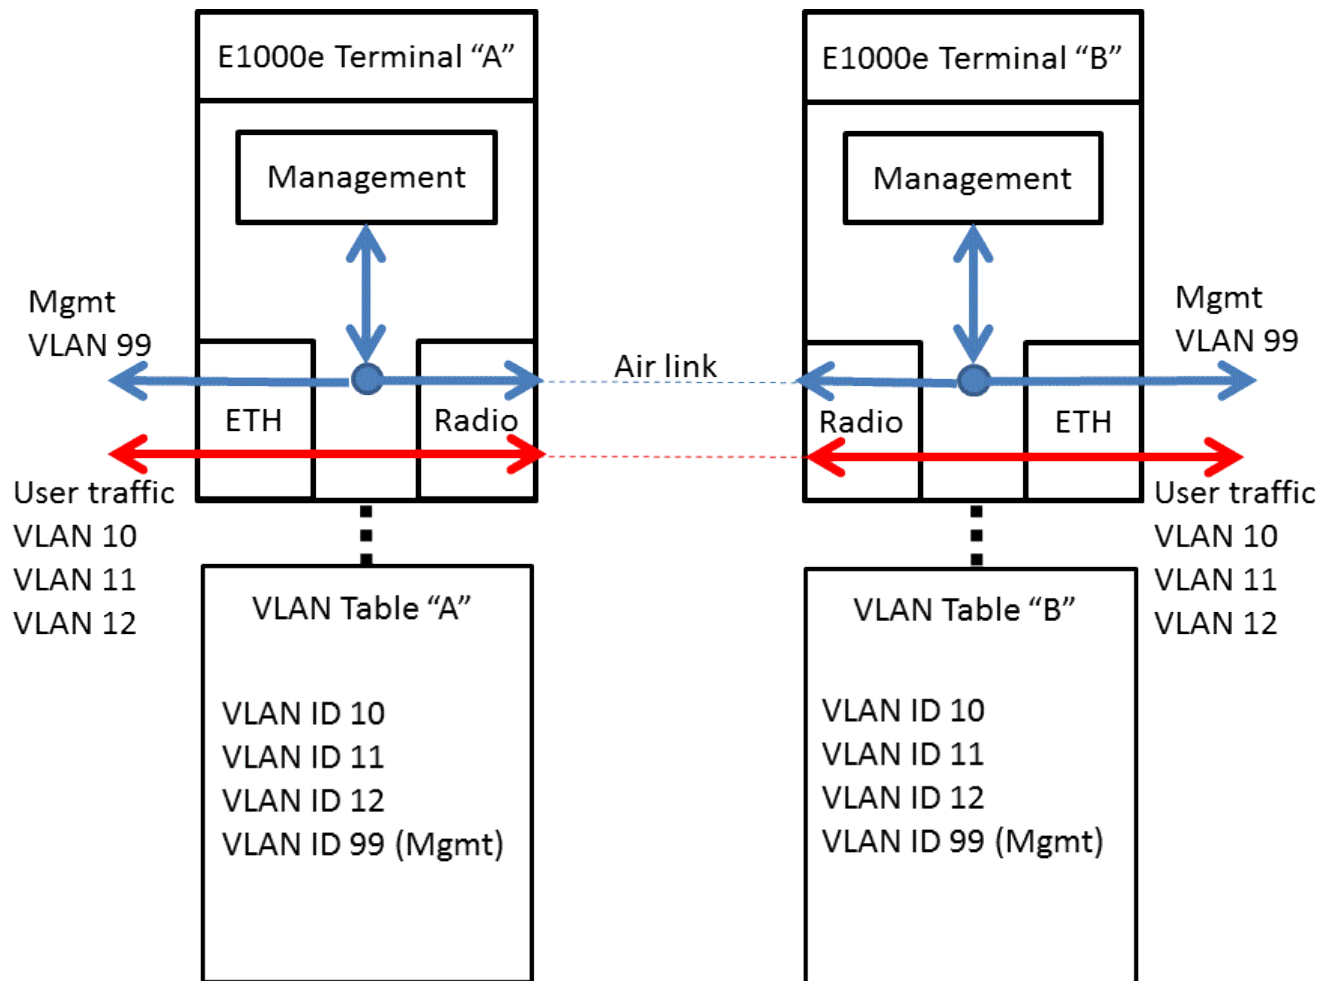 E1000e Terminal “A”
E1000e Terminal “B”
Management
Management
Mgmt
VLAN 99
Mgmt
VLAN 99
Air link
ETH
Radio
Radio
ETH
User traffic
VLAN 10
VLAN 11
VLAN 12
User traffic
VLAN 10
VLAN 11
VLAN 12
VLAN Table “A”
VLAN ID 10
VLAN ID 11
VLAN ID 12
VLAN ID 99 (Mgmt)
VLAN Table “B”
VLAN ID 10
VLAN ID 11
VLAN ID 12
VLAN ID 99 (Mgmt)